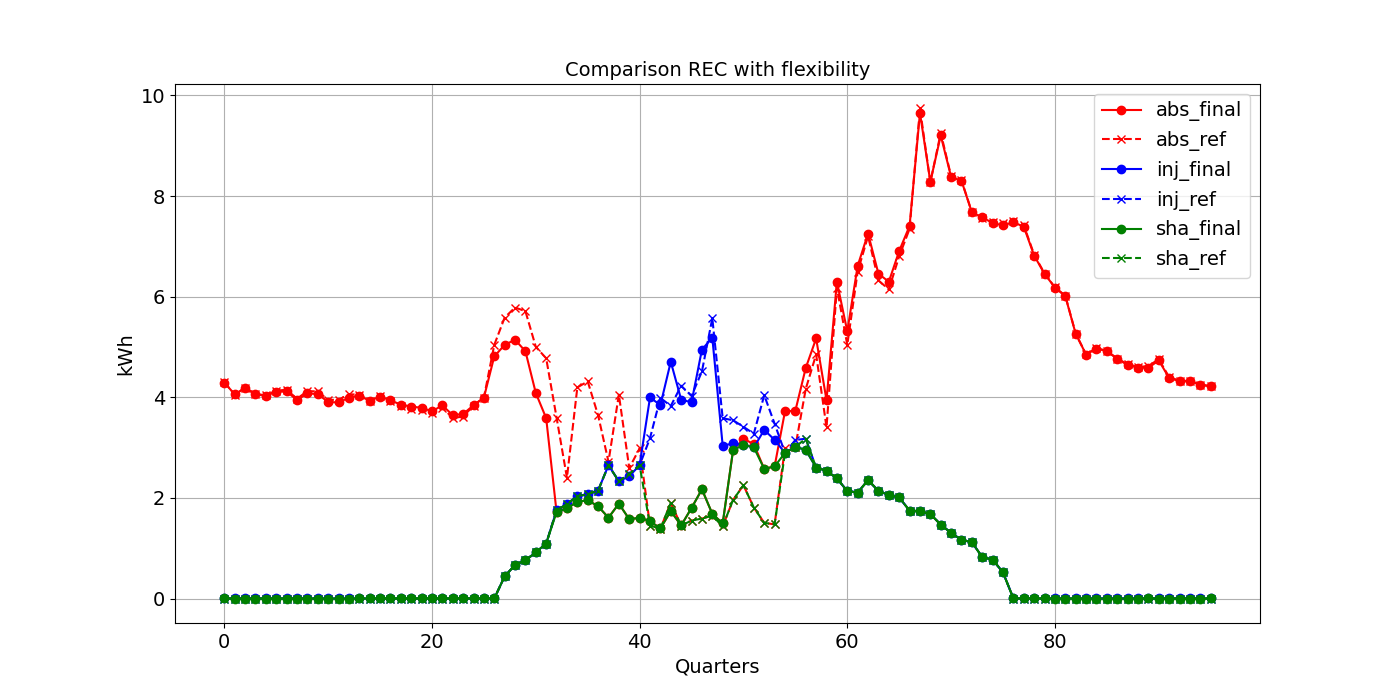 Comparison REC with flexibility
10
8
6
4
2
0
kWh
0 20 40 60 80
Quarters
abs_final
abs_ref
inj_final
inj_ref
sha_final
sha_ref